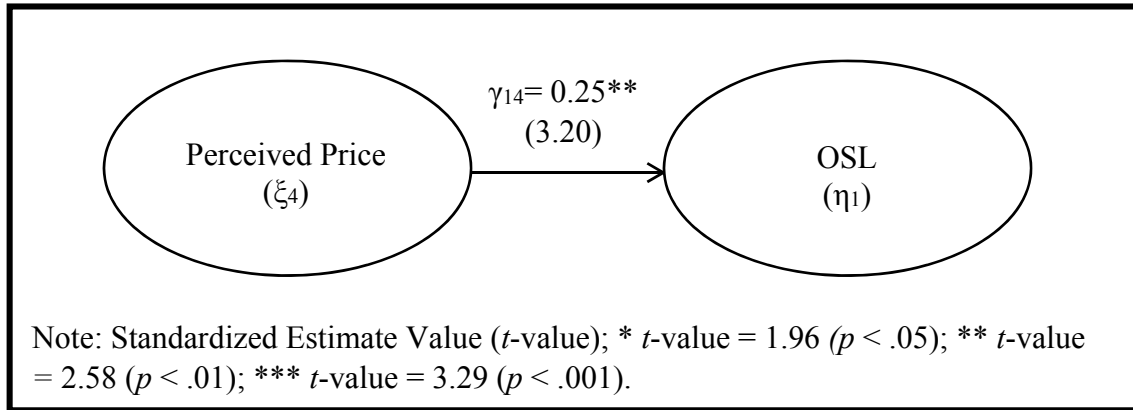 γ14= 0.25**
(3.20)
Perceived Price
(ξ4)
OSL
(η1)
Note: Standardized Estimate Value (t-value); * t-value = 1.96 (p < .05); ** t-value
= 2.58 (p < .01); *** t-value = 3.29 (p < .001).